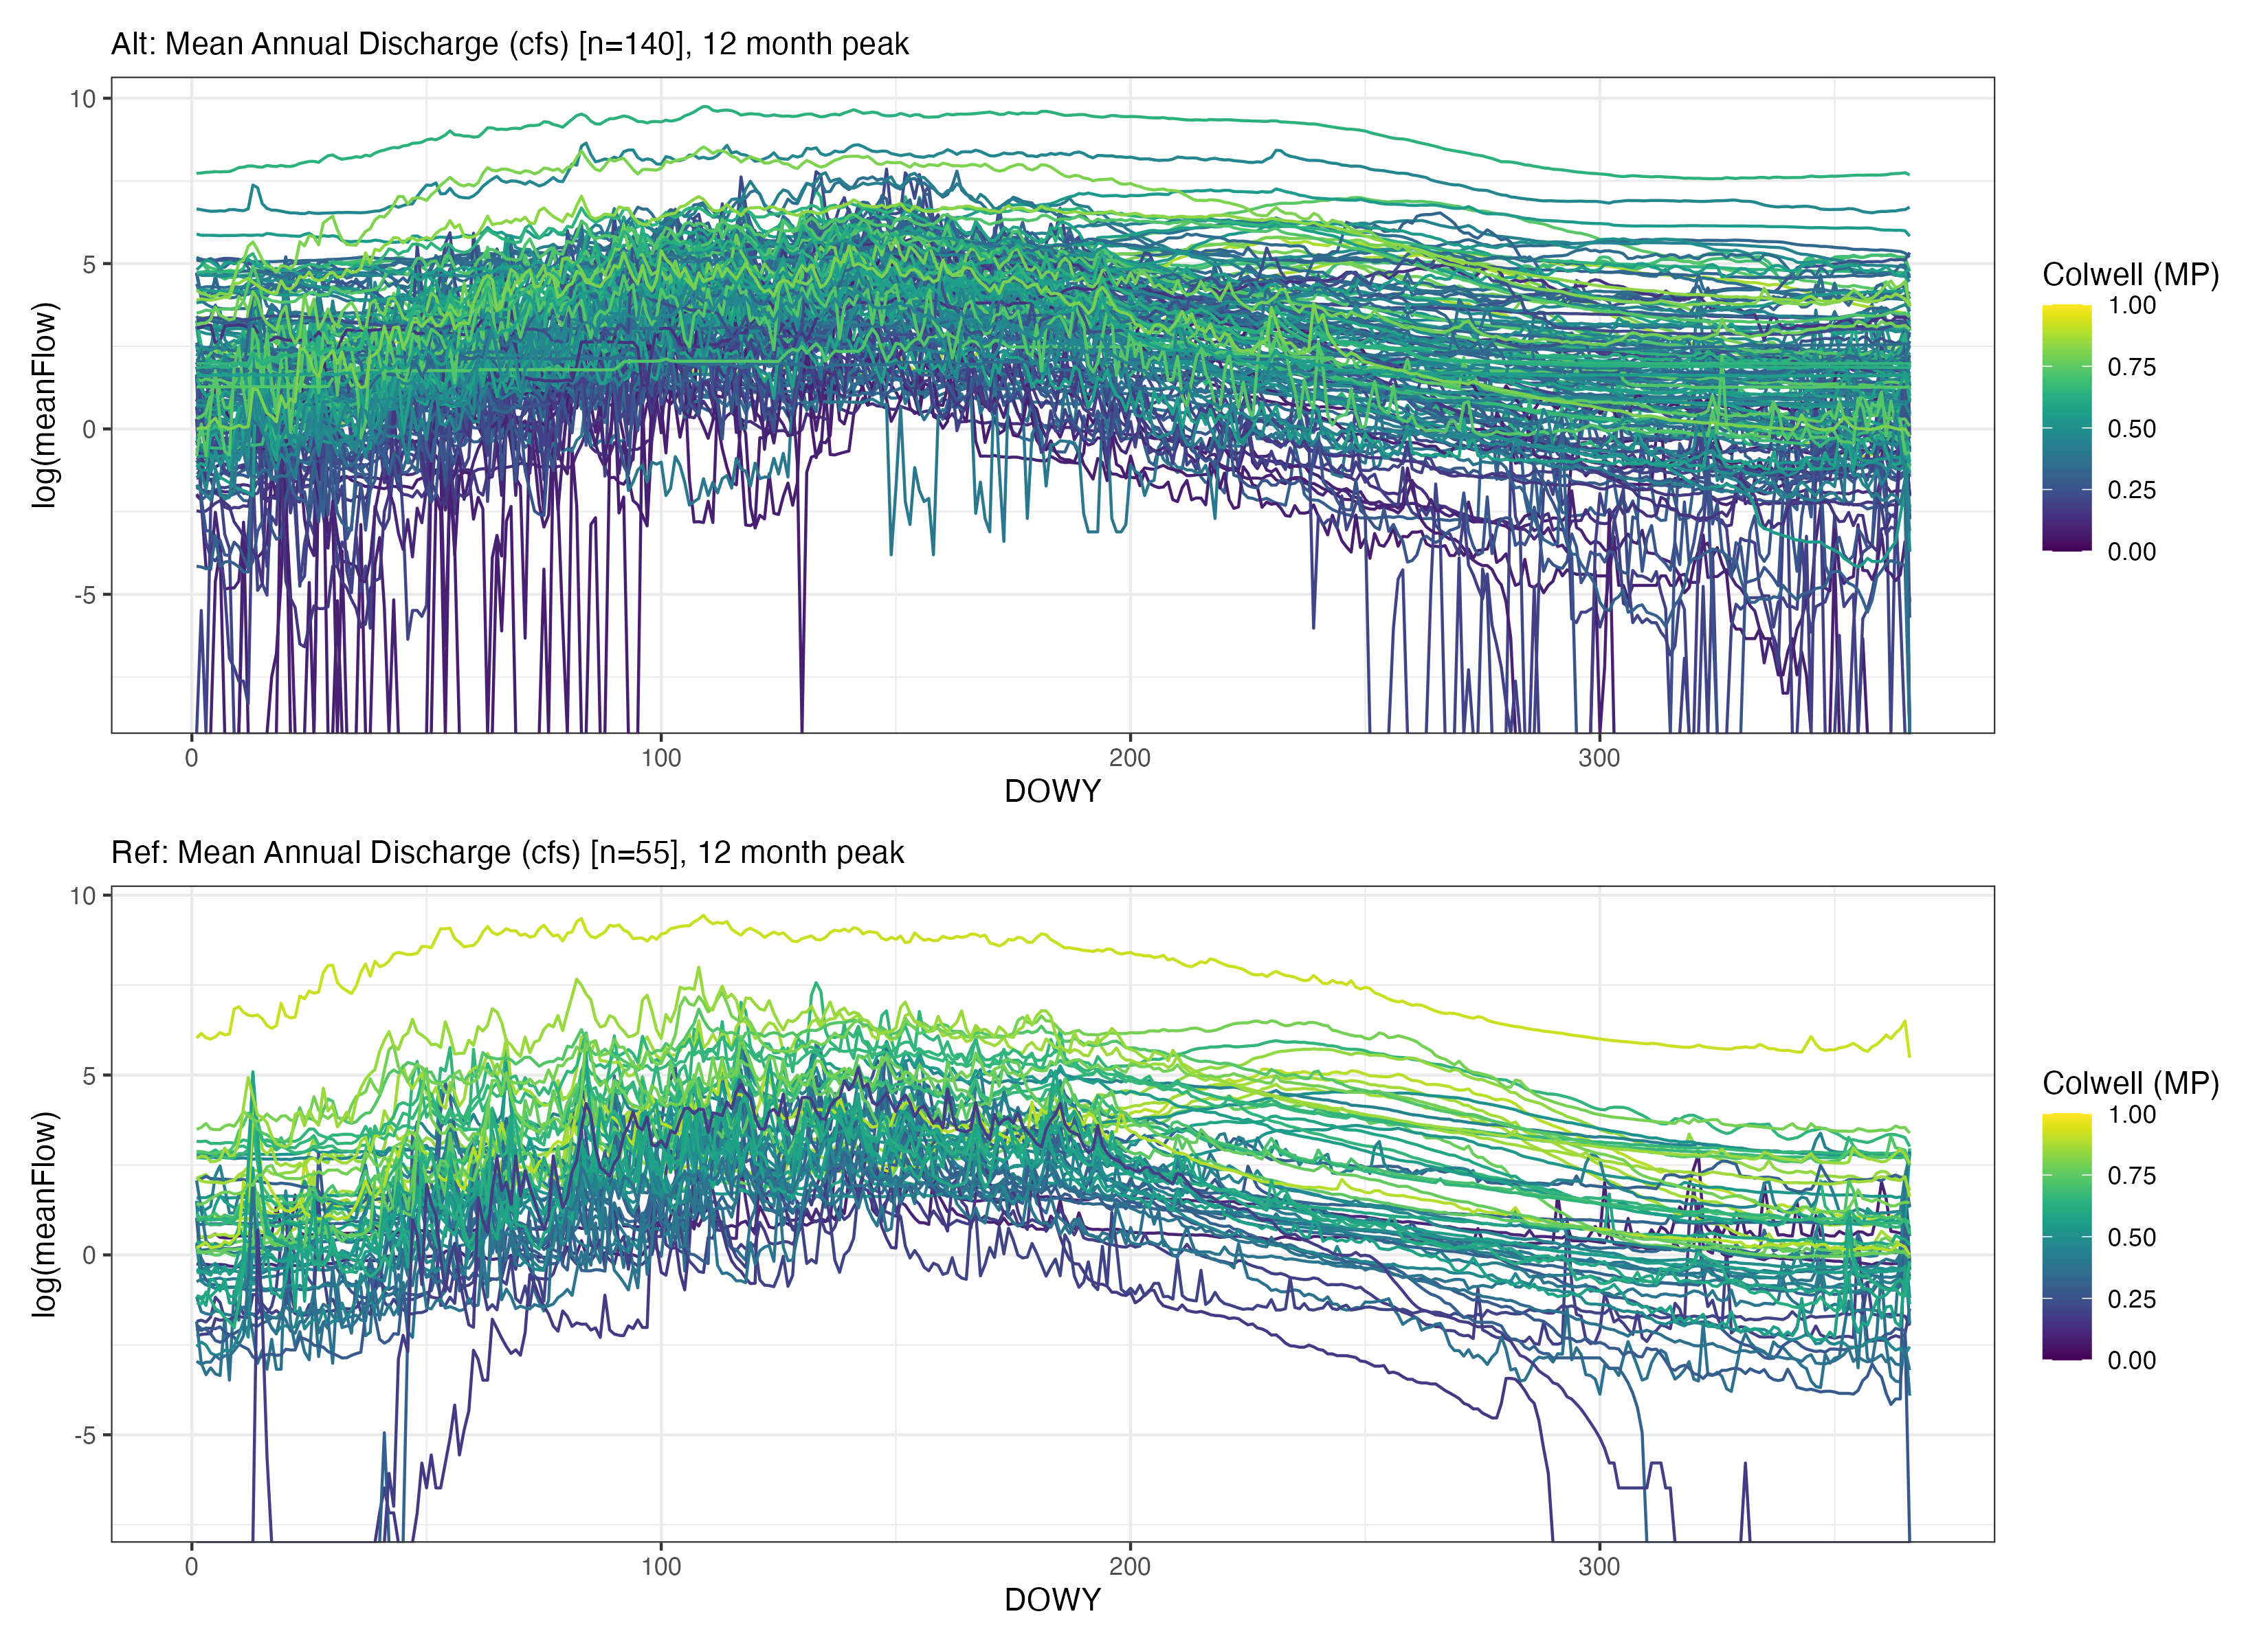 Alt: Mean Annual Discharge (cfs) [n=140], 12 month peak
10
5
0
-5
log(meanFlow)
0 100 200 300
DOWY
Colwell (MP)
1.00
0.75
0.50
0.25
0.00
Ref: Mean Annual Discharge (cfs) [n=55], 12 month peak
10
5
0
-5
log(meanFlow)
0 100 200 300
DOWY
Colwell (MP)
1.00
0.75
0.50
0.25
0.00